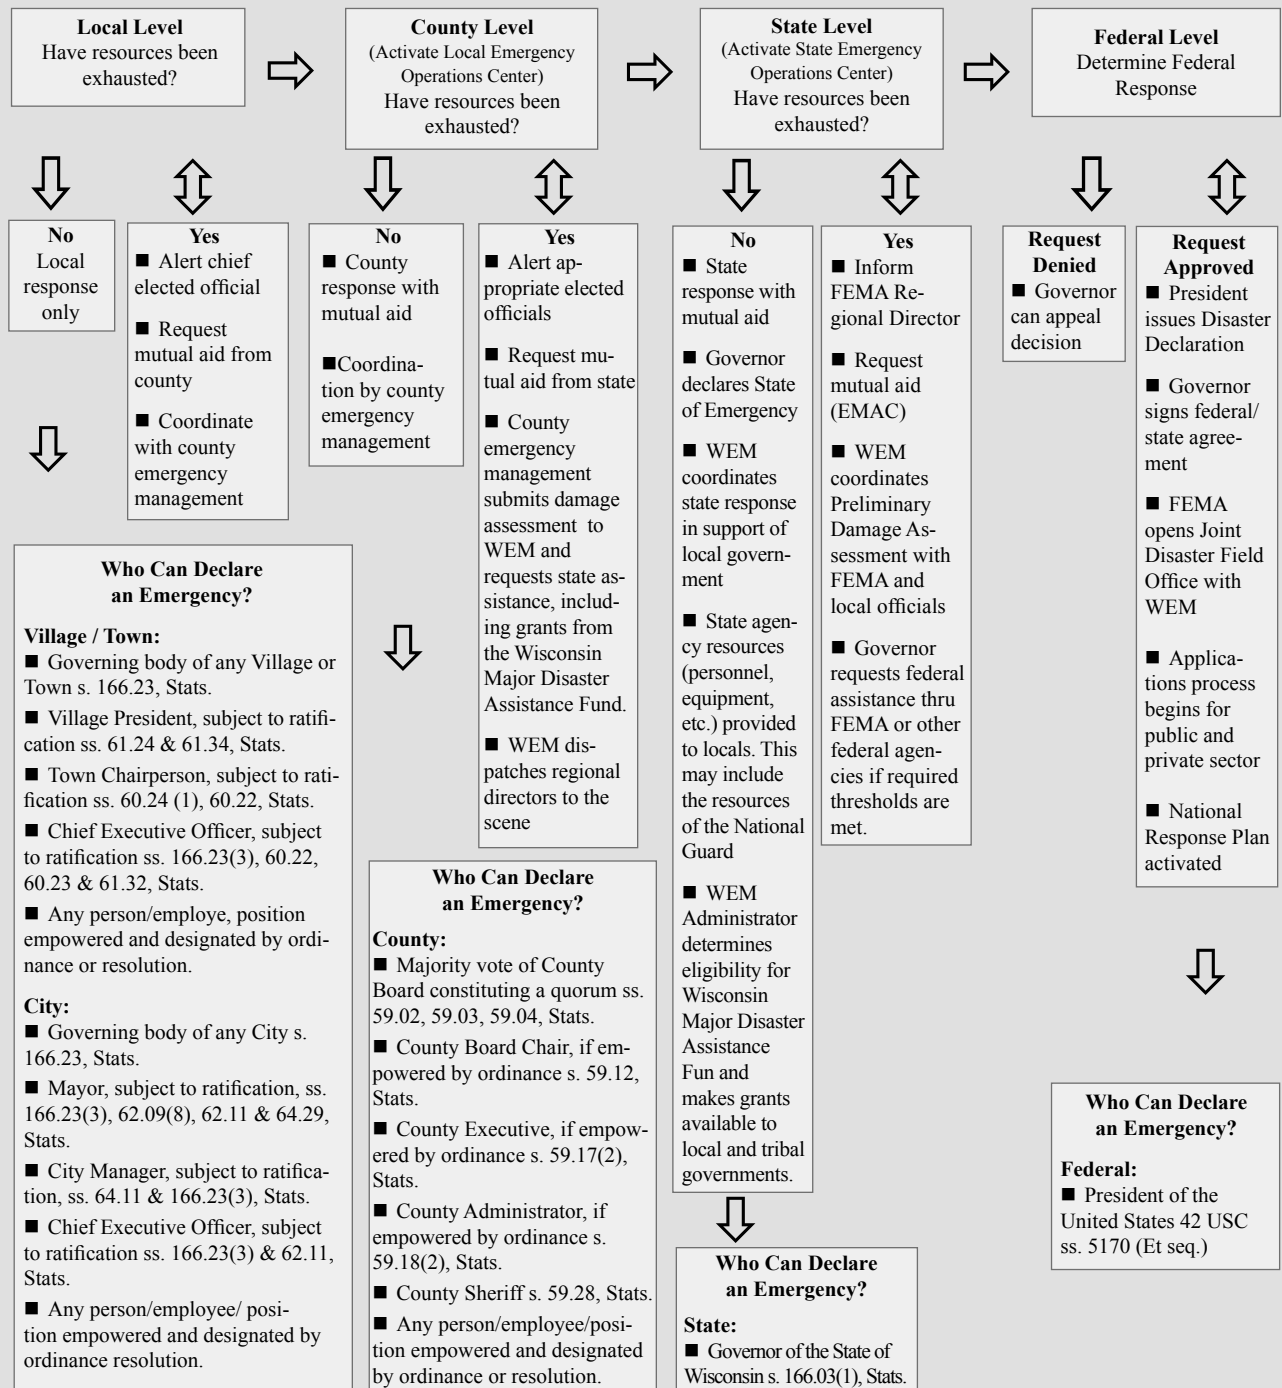 Local Level
Have resources been
exhausted?
County Level
(Activate Local Emergency
Operations Center)
Have resources been
exhausted?
State Level
(Activate State Emergency
Operations Center)
Have resources been
exhausted?
Federal Level
Determine Federal
Response
No
Local
response
only
Yes
■ Alert chief
elected official
■ Request
mutual aid from
county
■ Coordinate
with county
emergency
management
No
■ County
response with
mutual aid
■Coordina-
tion by county
emergency
management
Yes
■ Alert ap-
propriate elected
officials
■ Request mu-
tual aid from state
■ County
emergency
management
submits damage
assessment to
WEM and
requests state as-
sistance, includ-
ing grants from
the Wisconsin
Major Disaster
Assistance Fund.
■ WEM dis-
patches regional
directors to the
scene
No
■ State
response with
mutual aid
■ Governor
declares State
of Emergency
■ WEM
coordinates
state response
in support of
local govern-
ment
■ State agen-
cy resources
(personnel,
equipment,
etc.) provided
to locals. This
may include
the resources
of the National
Guard
■ WEM
Administrator
determines
eligibility for
Wisconsin
Major Disaster
Assistance
Fun and
makes grants
available to
local and tribal
governments.
Yes
■ Inform
FEMA Re-
gional Director
■ Request
mutual aid
(EMAC)
■ WEM
coordinates
Preliminary
Damage As-
sessment with
FEMA and
local officials
■ Governor
requests federal
assistance thru
FEMA or other
federal agen-
cies if required
thresholds are
met.
Request
Denied
■ Governor
can appeal
decision
Request
Approved
■ President
issues Disaster
Declaration
■ Governor
signs federal/
state agree-
ment
■ FEMA
opens Joint
Disaster Field
Office with
WEM
■ Applica-
tions process
begins for
public and
private sector
■ National
Response Plan
activated
Who Can Declare
an Emergency?
Village / Town:
■ Governing body of any Village or
Town s. 166.23, Stats.
■ Village President, subject to ratifi-
cation ss. 61.24 & 61.34, Stats.
■ Town Chairperson, subject to rati-
fication ss. 60.24 (1), 60.22, Stats.
■ Chief Executive Officer, subject
to ratification ss. 166.23(3), 60.22,
60.23 & 61.32, Stats.
■ Any person/employe, position
empowered and designated by ordi-
nance or resolution.
City:
■ Governing body of any City s.
166.23, Stats.
■ Mayor, subject to ratification, ss.
166.23(3), 62.09(8), 62.11 & 64.29,
Stats.
■ City Manager, subject to ratifica-
tion, ss. 64.11 & 166.23(3), Stats.
■ Chief Executive Officer, subject
to ratification ss. 166.23(3) & 62.11,
Stats.
■ Any person/employee/ posi-
tion empowered and designated by
ordinance resolution.
Who Can Declare
an Emergency?
County:
■ Majority vote of County
Board constituting a quorum ss.
59.02, 59.03, 59.04, Stats.
■ County Board Chair, if em-
powered by ordinance s. 59.12,
Stats.
■ County Executive, if empow-
ered by ordinance s. 59.17(2),
Stats.
■ County Administrator, if
empowered by ordinance s.
59.18(2), Stats.
■ County Sheriff s. 59.28, Stats.
■ Any person/employee/posi-
tion empowered and designated
by ordinance or resolution.
Who Can Declare
an Emergency?
State:
■ Governor of the State of
Wisconsin s. 166.03(1), Stats.
Who Can Declare
an Emergency?
Federal:
■ President of the
United States 42 USC
ss. 5170 (Et seq.)